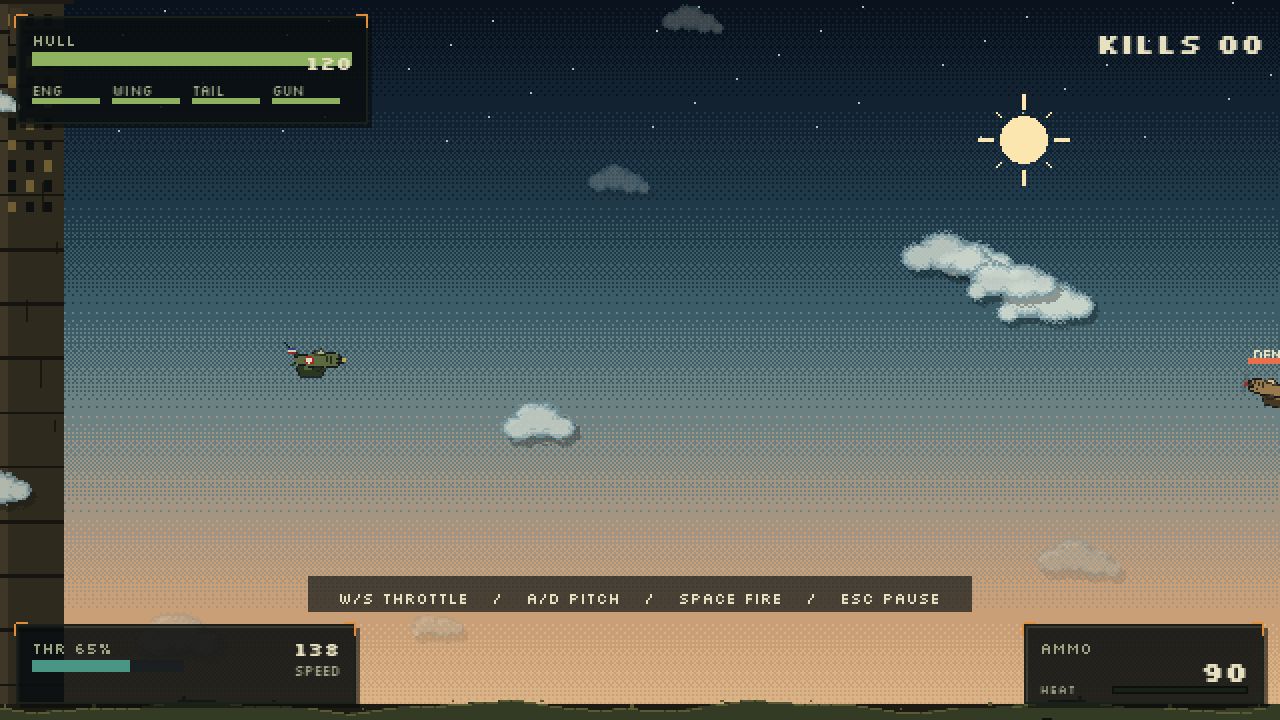 HULL
120
ENG WING TAIL GUN
KILLS 00
W/S THROTTLE / A/D PITCH / SPACE FIRE / ESC PAUSE
THR 65%
138
SPEED
AMMO
90
HEAT